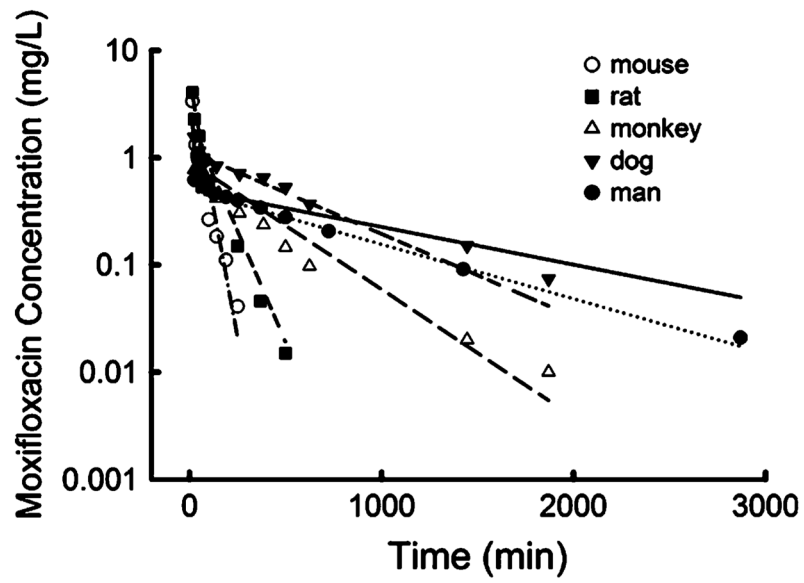 Moxifloxacin Concentration (mg/L)
10
1
0.1
0.01
0.001
mouse
rat
monkey
dog
man
0 1000 2000 3000
Time (min)